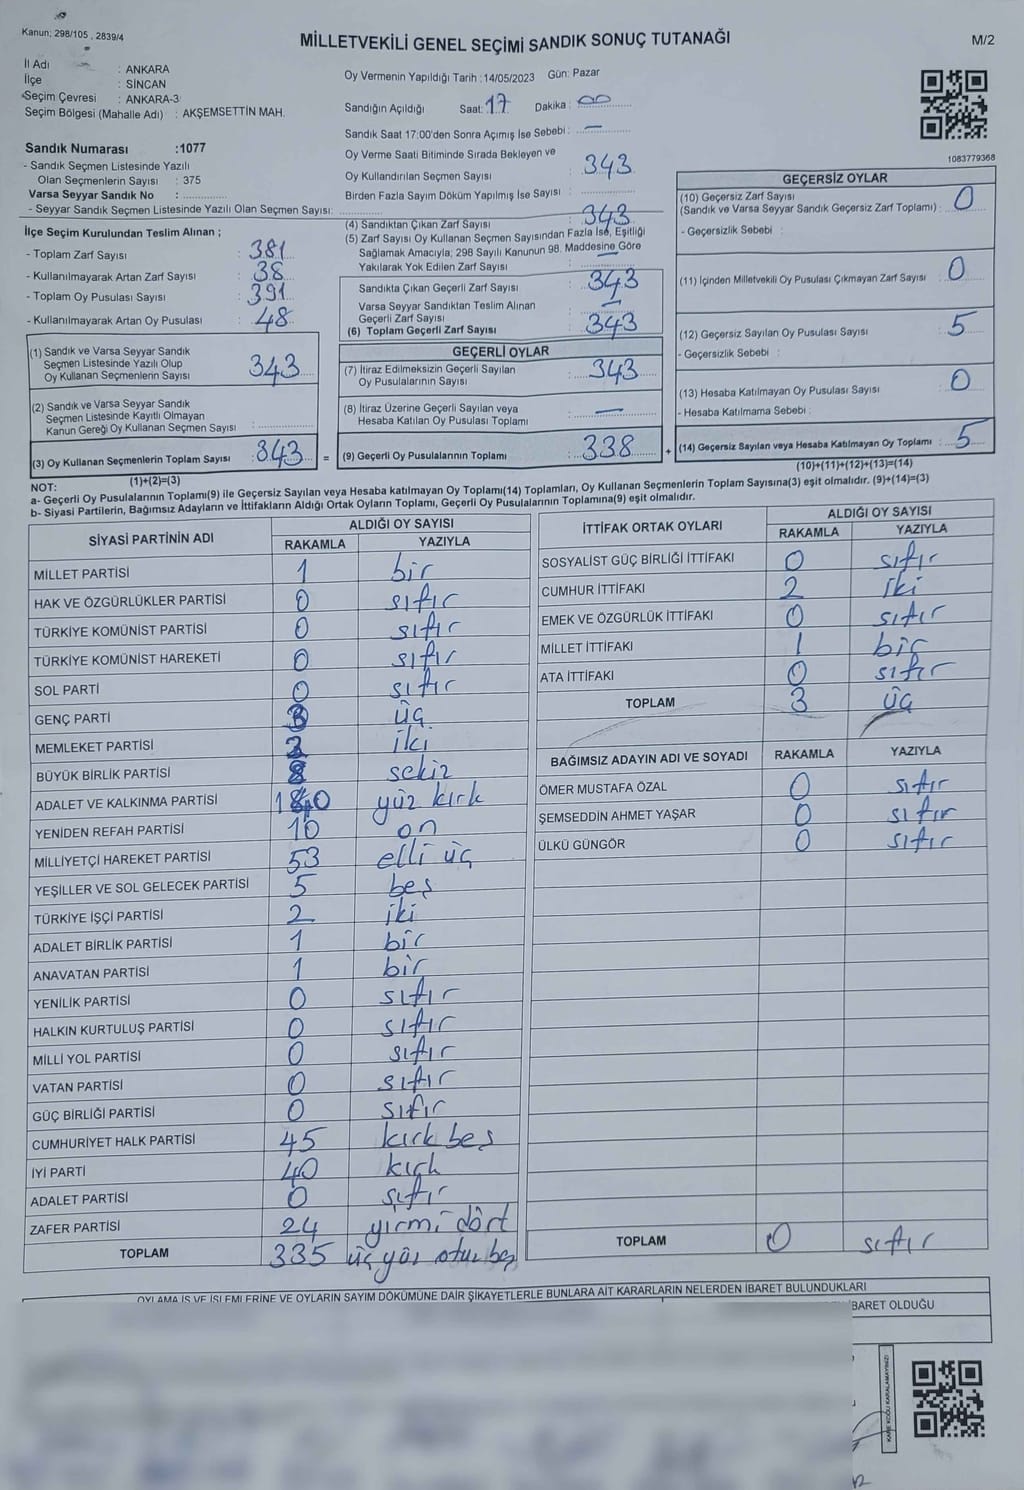 Kanun; 298/105 , 2839/4
MİLLETVEKİLİ GENEL SEÇİMİ SANDIK SONUÇ TUTANAĞI
M/2
İl Adı : ANKARA
İlçe : SİNCAN
Seçim Çevresi : ANKARA-3
Seçim Bölgesi (Mahalle Adı) : AKŞEMSETTİN MAH.
Oy Vermenin Yapıldığı Tarih :14/05/2023 Gün: Pazar
Sandığın Açıldığı Saat: 17 Dakika : 00
Sandık Saat 17:00'den Sonra Açılmış İse Sebebi : —
Oy Verme Saati Bitiminde Sırada Bekleyen ve
Oy Kullandırılan Seçmen Sayısı : 343
Birden Fazla Sayım Döküm Yapılmış İse Sayısı :
1083779368
Sandık Numarası :1077
- Sandık Seçmen Listesinde Yazılı
Olan Seçmenlerin Sayısı : 375
Varsa Seyyar Sandık No :
- Seyyar Sandık Seçmen Listesinde Yazılı Olan Seçmen Sayısı:
İlçe Seçim Kurulundan Teslim Alınan ;
- Toplam Zarf Sayısı : 381
- Kullanılmayarak Artan Zarf Sayısı : 38
- Toplam Oy Pusulası Sayısı : 391
- Kullanılmayarak Artan Oy Pusulası : 48
(1) Sandık ve Varsa Seyyar Sandık
Seçmen Listesinde Yazılı Olup
Oy Kullanan Seçmenlerin Sayısı : 343
(2) Sandık ve Varsa Seyyar Sandık
Seçmen Listesinde Kayıtlı Olmayan
Kanun Gereği Oy Kullanan Seçmen Sayısı :
(3) Oy Kullanan Seçmenlerin Toplam Sayısı : 343 =
(1)+(2)=(3)
(4) Sandıktan Çıkan Zarf Sayısı : 343
(5) Zarf Sayısı Oy Kullanan Seçmen Sayısından Fazla İse, Eşitliği
Sağlamak Amacıyla; 298 Sayılı Kanunun 98. Maddesine Göre
Yakılarak Yok Edilen Zarf Sayısı : —
Sandıkta Çıkan Geçerli Zarf Sayısı : 343
Varsa Seyyar Sandıktan Teslim Alınan
Geçerli Zarf Sayısı : —
(6) Toplam Geçerli Zarf Sayısı : 343
GEÇERLİ OYLAR
(7) İtiraz Edilmeksizin Geçerli Sayılan
Oy Pusulalarının Sayısı : 343
(8) İtiraz Üzerine Geçerli Sayılan veya
Hesaba Katılan Oy Pusulası Toplamı : —
(9) Geçerli Oy Pusulalarının Toplamı : 338 +
GEÇERSİZ OYLAR
(10) Geçersiz Zarf Sayısı
(Sandık ve Varsa Seyyar Sandık Geçersiz Zarf Toplamı) : 0
- Geçersizlik Sebebi :
(11) İçinden Milletvekili Oy Pusulası Çıkmayan Zarf Sayısı : 0
(12) Geçersiz Sayılan Oy Pusulası Sayısı : 5
- Geçersizlik Sebebi :
(13) Hesaba Katılmayan Oy Pusulası Sayısı : 0
- Hesaba Katılmama Sebebi :
(14) Geçersiz Sayılan veya Hesaba Katılmayan Oy Toplamı : 5
(10)+(11)+(12)+(13)=(14)
NOT:
a- Geçerli Oy Pusulalarının Toplamı(9) ile Geçersiz Sayılan veya Hesaba katılmayan Oy Toplamı(14) Toplamları, Oy Kullanan Seçmenlerin Toplam Sayısına(3) eşit olmalıdır. (9)+(14)=(3)
b- Siyasi Partilerin, Bağımsız Adayların ve İttifakların Aldığı Ortak Oyların Toplamı, Geçerli Oy Pusulalarının Toplamına(9) eşit olmalıdır.
SİYASİ PARTİNİN ADI ALDIĞI OY SAYISI
RAKAMLA YAZIYLA
MİLLET PARTİSİ 1 bir
HAK VE ÖZGÜRLÜKLER PARTİSİ 0 sıfır
TÜRKİYE KOMÜNİST PARTİSİ 0 sıfır
TÜRKİYE KOMÜNİST HAREKETİ 0 sıfır
SOL PARTİ 0 sıfır
GENÇ PARTİ 3 üç
MEMLEKET PARTİSİ 2 iki
BÜYÜK BİRLİK PARTİSİ 8 sekiz
ADALET VE KALKINMA PARTİSİ 140 yüz kırk
YENİDEN REFAH PARTİSİ 10 on
MİLLİYETÇİ HAREKET PARTİSİ 53 elli üç
YEŞİLLER VE SOL GELECEK PARTİSİ 5 beş
TÜRKİYE İŞÇİ PARTİSİ 2 iki
ADALET BİRLİK PARTİSİ 1 bir
ANAVATAN PARTİSİ 1 bir
YENİLİK PARTİSİ 0 sıfır
HALKIN KURTULUŞ PARTİSİ 0 sıfır
MİLLİ YOL PARTİSİ 0 sıfır
VATAN PARTİSİ 0 sıfır
GÜÇ BİRLİĞİ PARTİSİ 0 sıfır
CUMHURİYET HALK PARTİSİ 45 kırk beş
İYİ PARTİ 40 kırk
ADALET PARTİSİ 0 sıfır
ZAFER PARTİSİ 24 yirmi dört
TOPLAM 335 üç yüz otuz beş
İTTİFAK ORTAK OYLARI ALDIĞI OY SAYISI
RAKAMLA YAZIYLA
SOSYALİST GÜÇ BİRLİĞİ İTTİFAKI 0 sıfır
CUMHUR İTTİFAKI 2 iki
EMEK VE ÖZGÜRLÜK İTTİFAKI 0 sıfır
MİLLET İTTİFAKI 1 bir
ATA İTTİFAKI 0 sıfır
TOPLAM 3 üç
BAĞIMSIZ ADAYIN ADI VE SOYADI RAKAMLA YAZIYLA
ÖMER MUSTAFA ÖZAL 0 sıfır
ŞEMSEDDİN AHMET YAŞAR 0 sıfır
ÜLKÜ GÜNGÖR 0 sıfır
TOPLAM 0 sıfır
OYLAMA İŞ VE İŞLEMLERİNE VE OYLARIN SAYIM DÖKÜMÜNE DAİR ŞİKAYETLERLE BUNLARA AİT KARARLARIN NELERDEN İBARET BULUNDUKLARI
İBARET OLDUĞU
KARE KODU KARALAMAYINIZ!